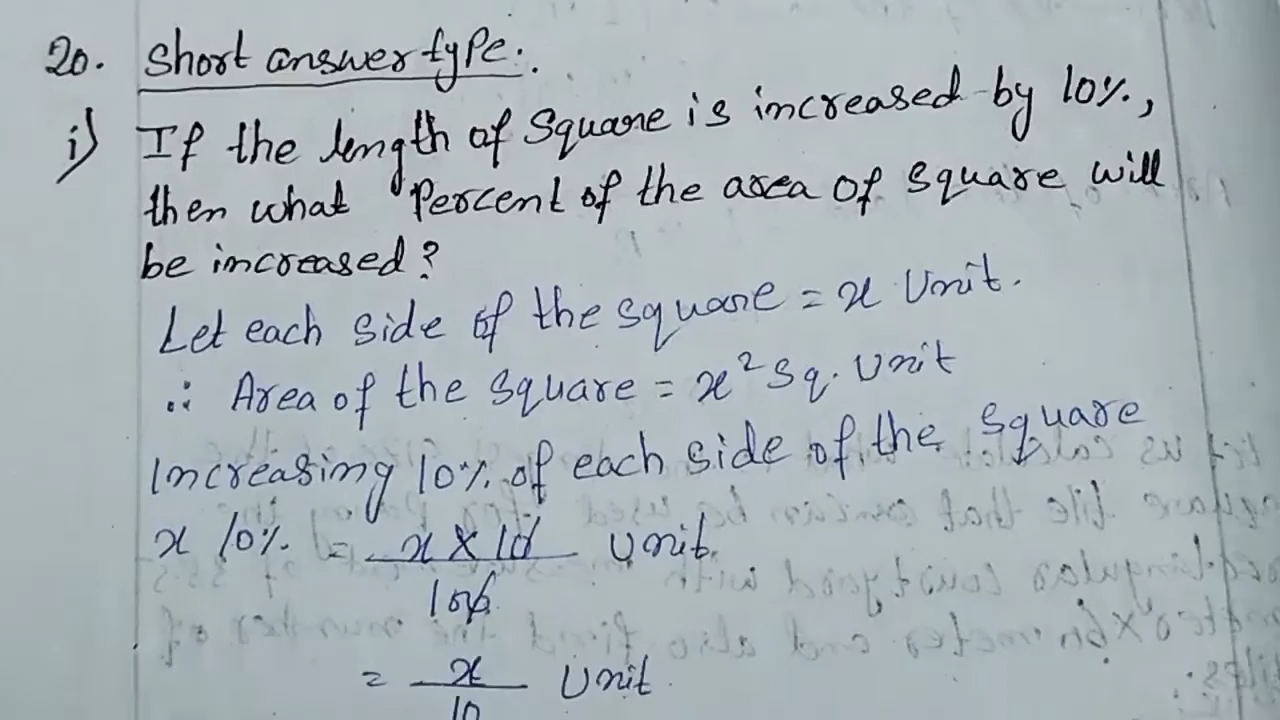 20. Short answer type:.
i) If the length of Square is increased by 10%.,
then what Percent of the area of square will
be increased?
Let each side of the square = x Unit.
∴ Area of the square = x² Sq. Unit
Increasing 10% of each side of the square
x 10% = x × 10 / 100 Unit.
= x / 10 Unit